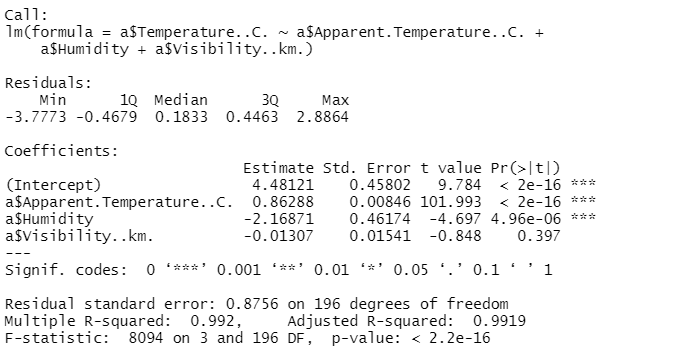 Call:
lm(formula = a$Temperature..C. ~ a$Apparent.Temperature..C. +
    a$Humidity + a$Visibility..km.)

Residuals:
    Min      1Q  Median      3Q     Max
-3.7773 -0.4679  0.1833  0.4463  2.8864

Coefficients:
                           Estimate Std. Error t value Pr(>|t|)
(Intercept)                 4.48121    0.45802   9.784  < 2e-16 ***
a$Apparent.Temperature..C.  0.86288    0.00846 101.993  < 2e-16 ***
a$Humidity                 -2.16871    0.46174  -4.697 4.96e-06 ***
a$Visibility..km.          -0.01307    0.01541  -0.848    0.397
---
Signif. codes:  0 ‘***’ 0.001 ‘**’ 0.01 ‘*’ 0.05 ‘.’ 0.1 ‘ ’ 1

Residual standard error: 0.8756 on 196 degrees of freedom
Multiple R-squared:  0.992,     Adjusted R-squared:  0.9919
F-statistic:  8094 on 3 and 196 DF,  p-value: < 2.2e-16